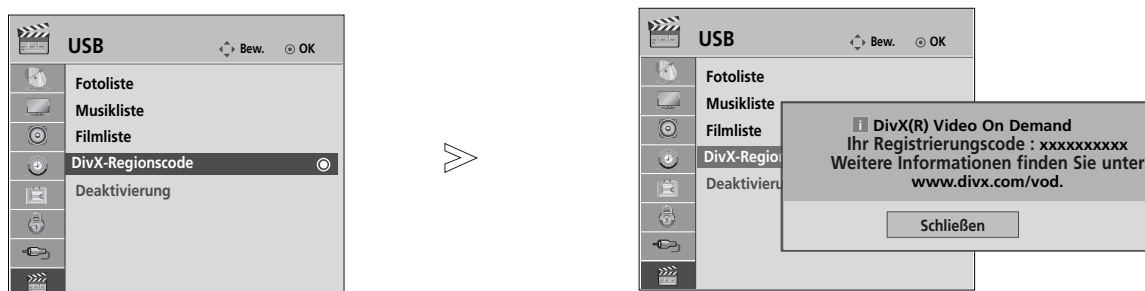 USB
Bew.
OK
Fotoliste
Musikliste
Filmliste
DivX-Regionscode
Deaktivierung
USB
Bew.
OK
Fotoliste
Musikliste
Filmliste
DivX-Region
Deaktivieru
i DivX(R) Video On Demand
Ihr Registrierungscode : xxxxxxxxxx
Weitere Informationen finden Sie unter
www.divx.com/vod.
Schließen